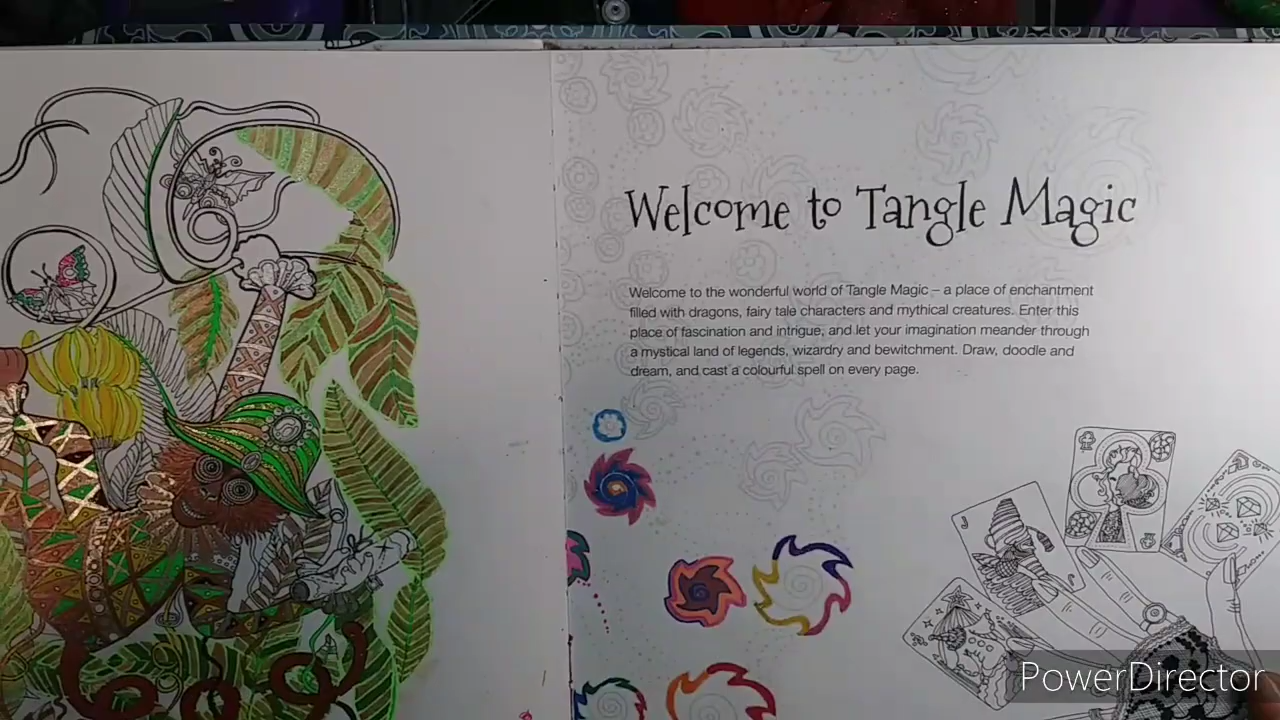 Welcome to Tangle Magic
Welcome to the wonderful world of Tangle Magic – a place of enchantment
filled with dragons, fairy tale characters and mythical creatures. Enter this
place of fascination and intrigue, and let your imagination meander through
a mystical land of legends, wizardry and bewitchment. Draw, doodle and
dream, and cast a colourful spell on every page.
J
PowerDirector